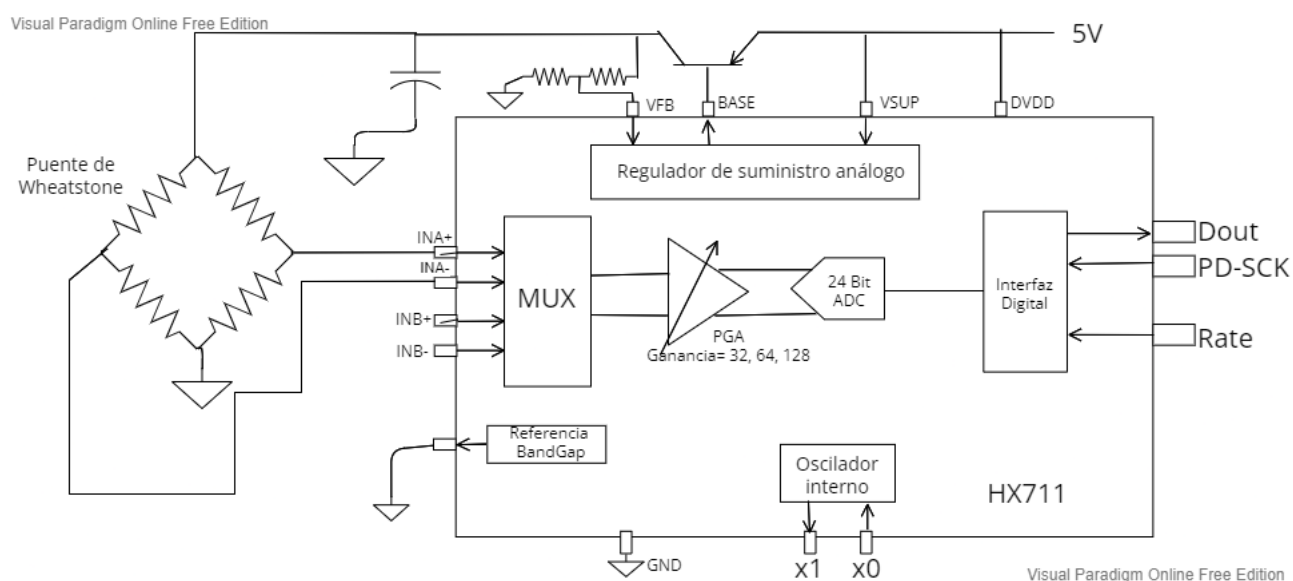 Visual Paradigm Online Free Edition
5V
VFB
BASE
VSUP
DVDD
Regulador de suministro análogo
Puente de
Wheatstone
INA+
INA-
INB+
INB-
MUX
PGA
Ganancia= 32, 64, 128
24 Bit
ADC
Interfaz
Digital
Dout
PD-SCK
Rate
Referencia
BandGap
Oscilador
interno
HX711
GND
x1
x0
Visual Paradigm Online Free Edition